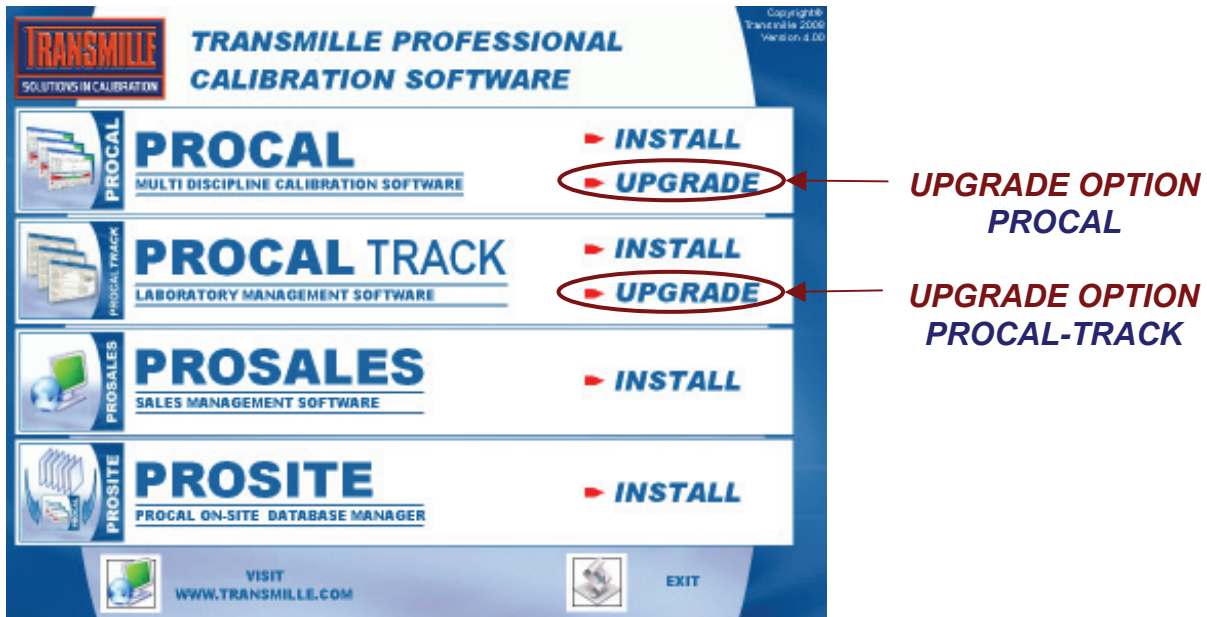 TRANSMILLE
SOLUTIONS IN CALIBRATION
TRANSMILLE PROFESSIONAL
CALIBRATION SOFTWARE
Copyright©
Transmille 2008
Version 4.00
PROCAL
PROCAL
MULTI DISCIPLINE CALIBRATION SOFTWARE
INSTALL
UPGRADE
UPGRADE OPTION
PROCAL
PROCAL TRACK
PROCAL TRACK
LABORATORY MANAGEMENT SOFTWARE
INSTALL
UPGRADE
UPGRADE OPTION
PROCAL-TRACK
PROSALES
PROSALES
SALES MANAGEMENT SOFTWARE
INSTALL
PROSITE
PROSITE
PROCAL ON-SITE DATABASE MANAGER
INSTALL
VISIT
WWW.TRANSMILLE.COM
EXIT